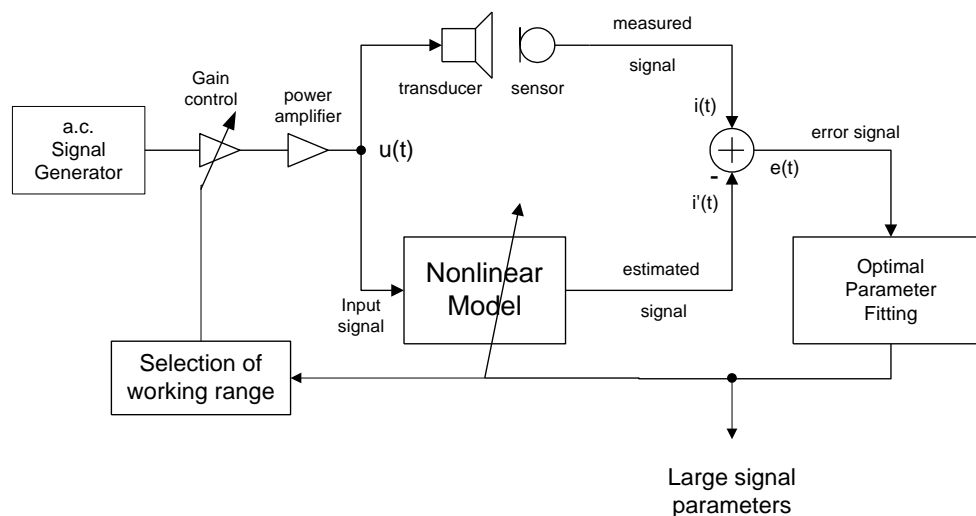 measured
signal
transducer
sensor
Gain
control
power
amplifier
a.c.
Signal
Generator
u(t)
i(t)
+
-
i'(t)
error signal
e(t)
Input
signal
Nonlinear
Model
estimated
signal
Optimal
Parameter
Fitting
Selection of
working range
Large signal
parameters